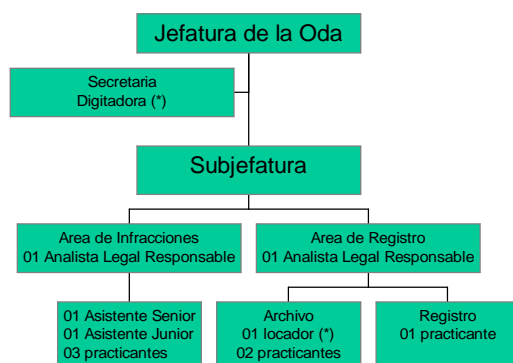 Jefatura de la Oda
Secretaria
Digitadora (*)
Subjefatura
Area de Infracciones
01 Analista Legal Responsable
Area de Registro
01 Analista Legal Responsable
01 Asistente Senior
01 Asistente Junior
03 practicantes
Archivo
01 locador (*)
02 practicantes
Registro
01 practicante